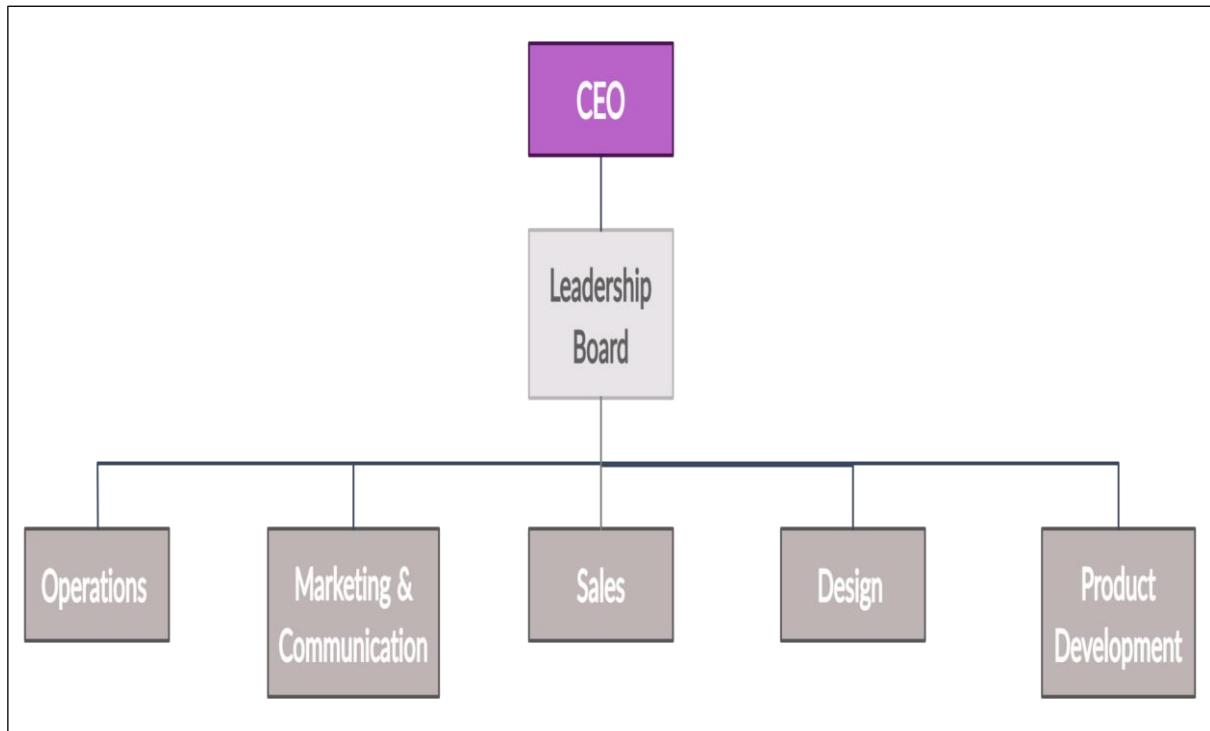 CEO
Leadership
Board
Operations
Marketing &
Communication
Sales
Design
Product
Development